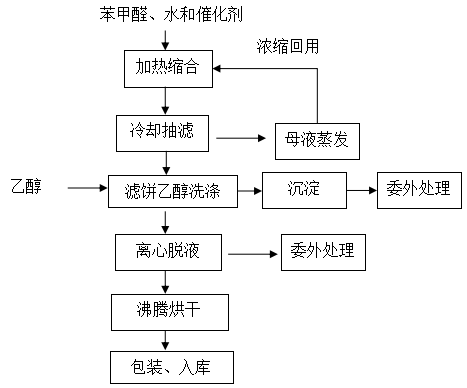 苯甲醛、水和催化剂
浓缩回用
加热缩合
冷却抽滤
母液蒸发
乙醇
滤饼乙醇洗涤
沉淀
委外处理
离心脱液
委外处理
沸腾烘干
包装、入库